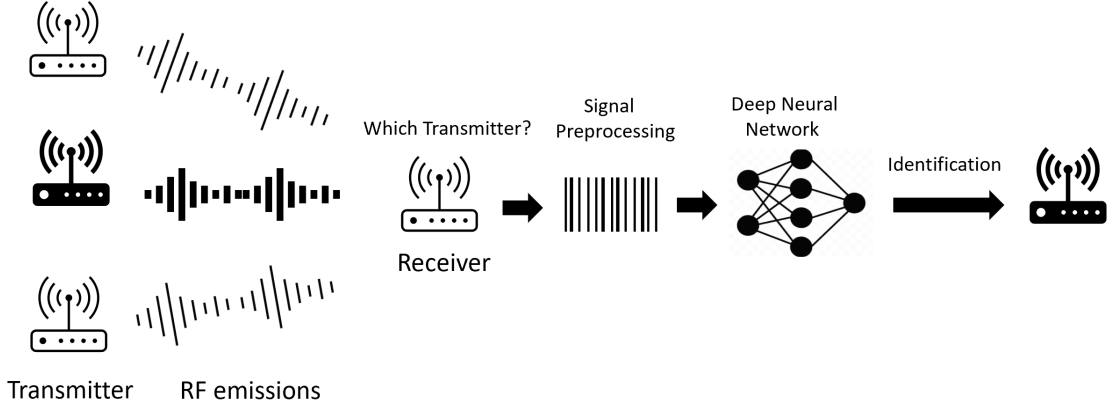 Which Transmitter?
Receiver
Signal
Preprocessing
Deep Neural
Network
Identification
Transmitter
RF emissions